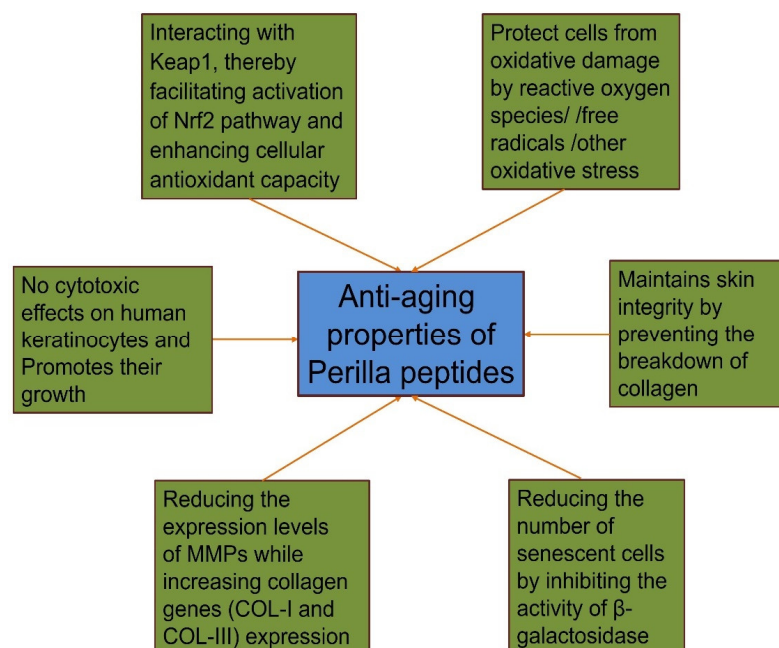 Interacting with
Keap1, thereby
facilitating activation
of Nrf2 pathway and
enhancing cellular
antioxidant capacity
Protect cells from
oxidative damage
by reactive oxygen
species/ /free
radicals /other
oxidative stress
No cytotoxic
effects on human
keratinocytes and
Promotes their
growth
Anti-aging
properties of
Perilla peptides
Maintains skin
integrity by
preventing the
breakdown of
collagen
Reducing the
expression levels
of MMPs while
increasing collagen
genes (COL-I and
COL-III) expression
Reducing the
number of
senescent cells
by inhibiting the
activity of β-
galactosidase